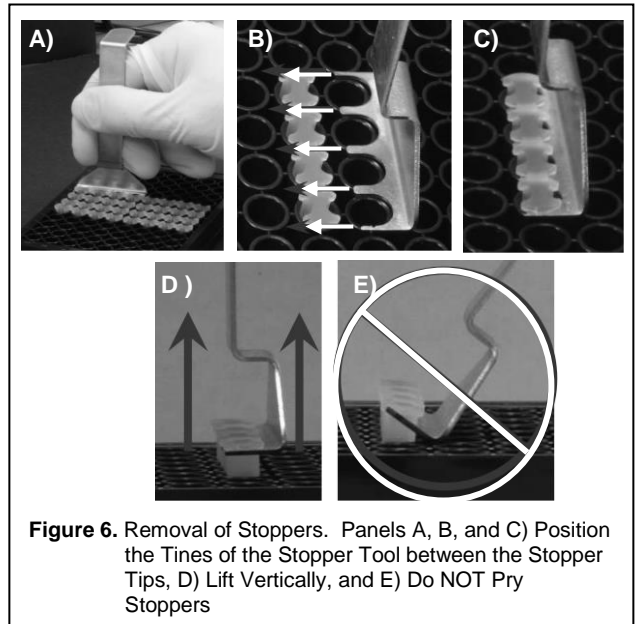 A)
B)
C)
D )
E)
Figure 6. Removal of Stoppers. Panels A, B, and C) Position
the Tines of the Stopper Tool between the Stopper
Tips, D) Lift Vertically, and E) Do NOT Pry
Stoppers